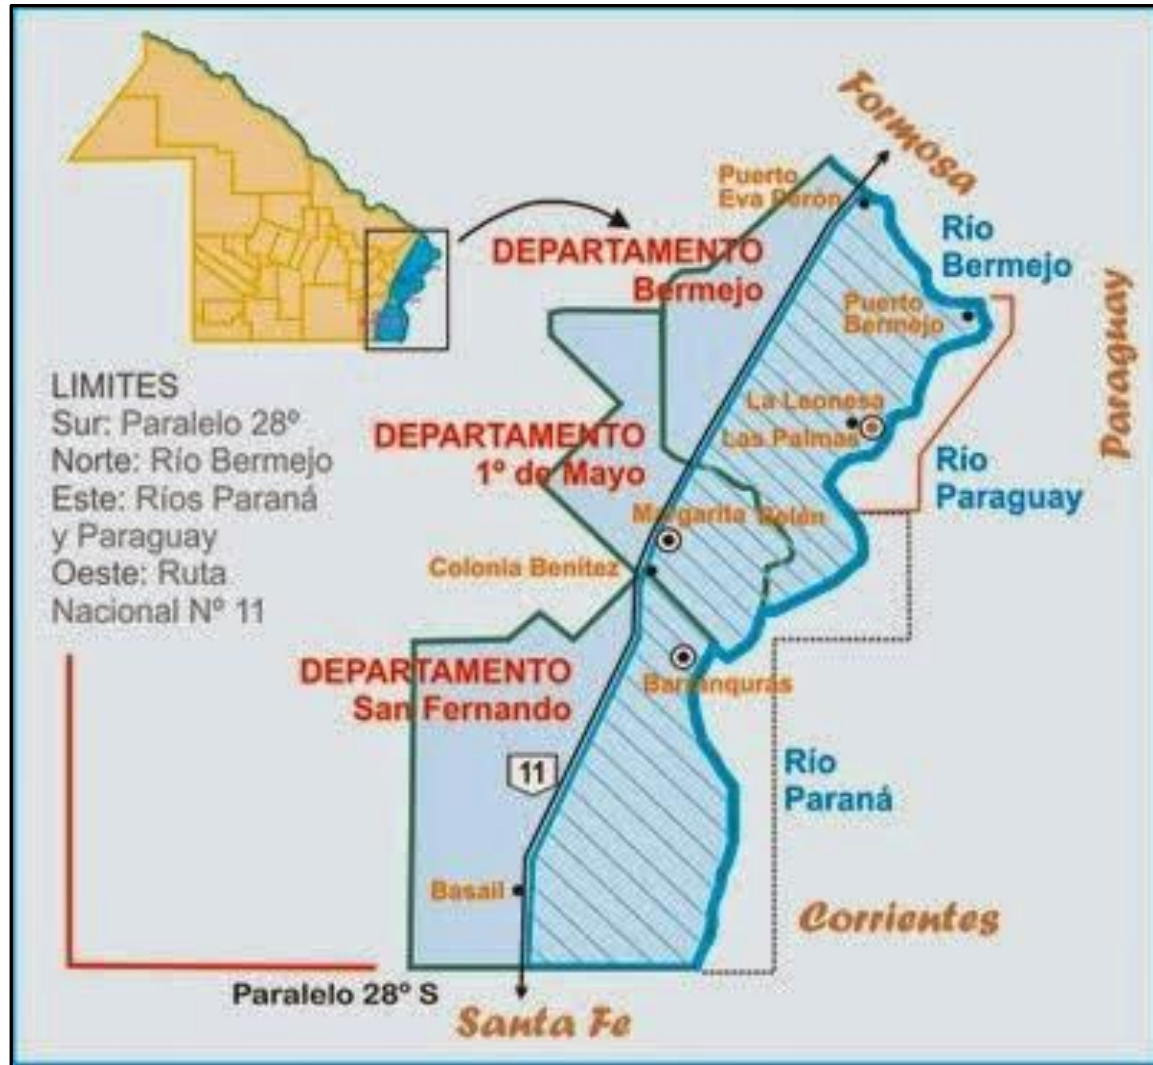 Formosa
Puerto
Eva Perón
Río
Bermejo
DEPARTAMENTO
Bermejo
Puerto
Bermejo
Paraguay
LIMITES
Sur: Paralelo 28º
Norte: Río Bermejo
Este: Ríos Paraná
y Paraguay
Oeste: Ruta
Nacional Nº 11
La Leonesa
Las Palmas
DEPARTAMENTO
1º de Mayo
Río
Paraguay
Margarita Belén
Colonia Benítez
DEPARTAMENTO
San Fernando
Barranquras
11
Río
Paraná
Basail
Corrientes
Paralelo 28º S
Santa Fe